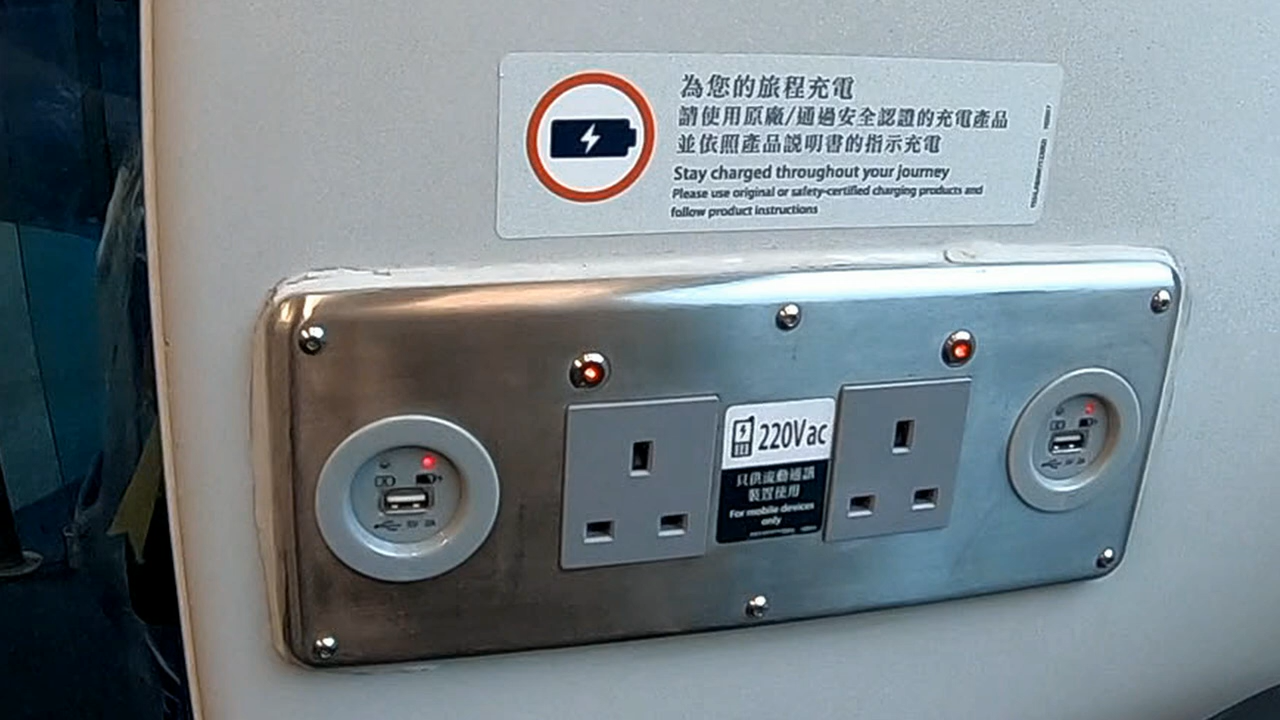 為您的旅程充電
請使用原廠/通過安全認證的充電產品
並依照產品説明書的指示充電
Stay charged throughout your journey
Please use original or safety-certified charging products and
follow product instructions
220Vac
只供流動通訊
裝置使用
For mobile devices
only
5V 2A